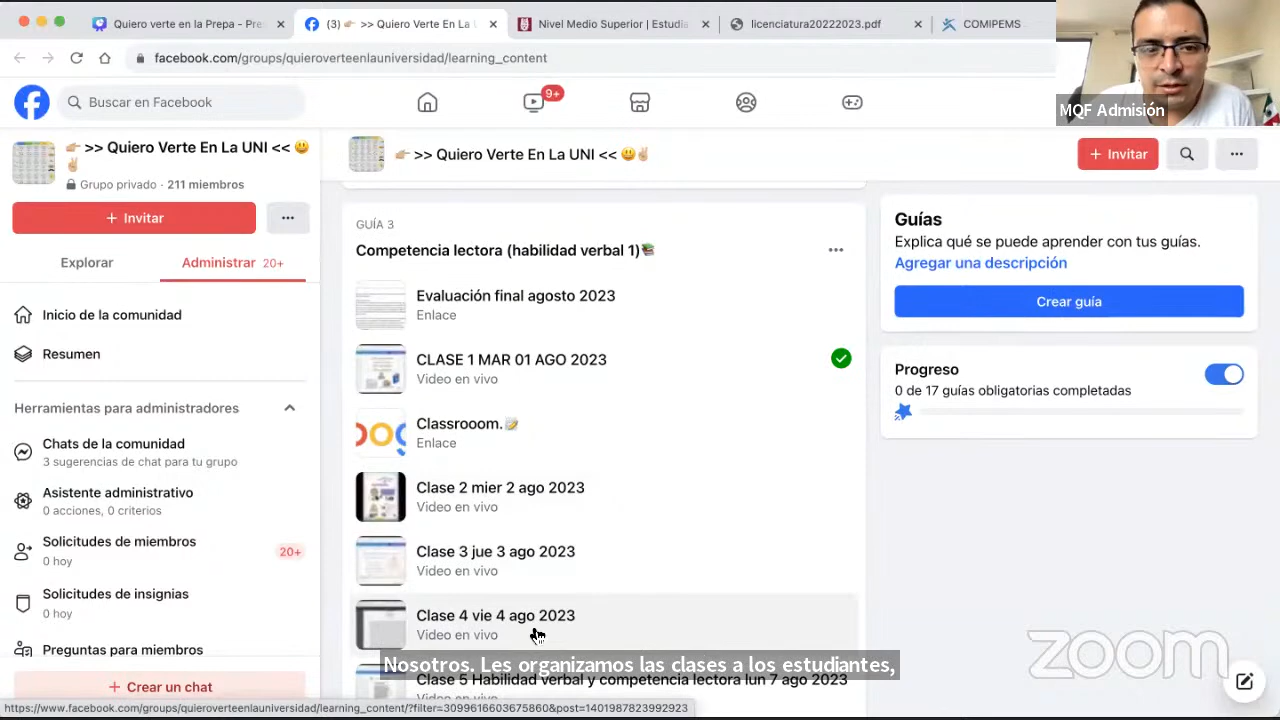 Quiero verte en la Prepa - Pre
(3) 👉🏼 >> Quiero Verte En La U
Nivel Medio Superior | Estudia
licenciatura20222023.pdf
COMIPEMS
facebook.com/groups/quieroverteenlauniversidad/learning_content
MQF Admisión
Buscar en Facebook
9+
👉🏼 >> Quiero Verte En La UNI << 😃✌🏼
Grupo privado · 211 miembros
+ Invitar
Explorar
Administrar 20+
Inicio de la comunidad
Resumen
Herramientas para administradores
Chats de la comunidad
3 sugerencias de chat para tu grupo
Asistente administrativo
0 acciones, 0 criterios
Solicitudes de miembros
20+
0 hoy
Solicitudes de insignias
0 hoy
Preguntas para miembros
+ Crear un chat
👉🏼 >> Quiero Verte En La UNI << 😃✌🏼
+ Invitar
GUÍA 3
Competencia lectora (habilidad verbal 1)📚
Evaluación final agosto 2023
Enlace
CLASE 1 MAR 01 AGO 2023
Video en vivo
Classrooom.📝
Enlace
Clase 2 mier 2 ago 2023
Video en vivo
Clase 3 jue 3 ago 2023
Video en vivo
Clase 4 vie 4 ago 2023
Video en vivo
Clase 5 Habilidad verbal y competencia lectora lun 7 ago 2023
Video en vivo
Guías
Explica qué se puede aprender con tus guías.
Agregar una descripción
Crear guía
Progreso
0 de 17 guías obligatorias completadas
Nosotros. Les organizamos las clases a los estudiantes,
zoom
https://www.facebook.com/groups/quieroverteenlauniversidad/learning_content/?filter=3099616603675860&post=1401987823992923